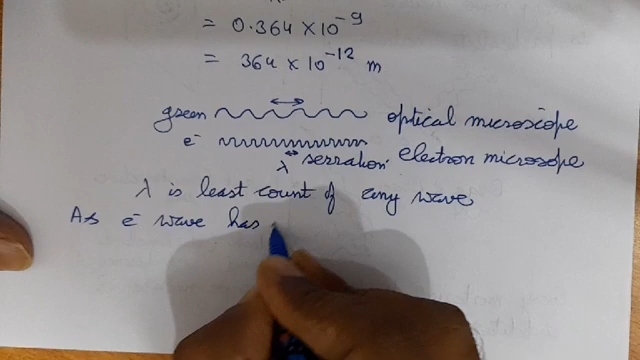 = 0.364 × 10⁻⁹
= 364 × 10⁻¹² m
green optical microscope
e⁻
λ serration electron microscope
λ is least count of any wave
As e⁻ wave has